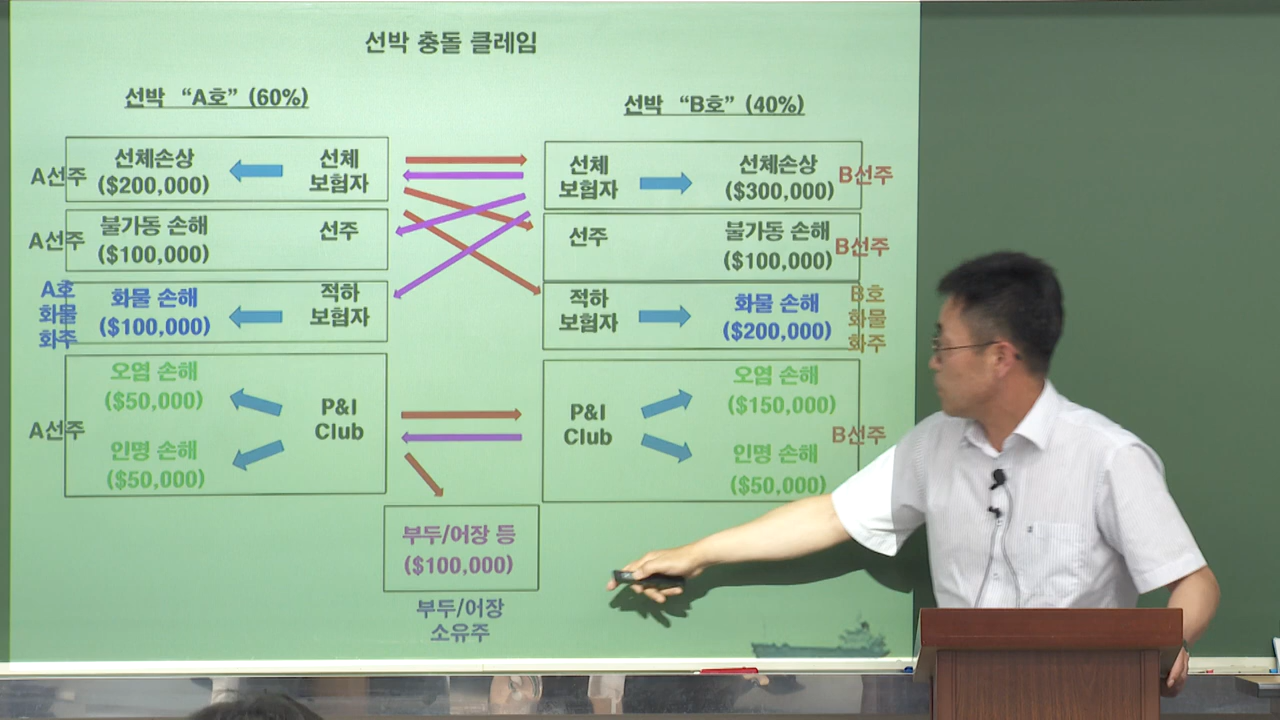 선박 충돌 클레임
선박 “A호” (60%)
선박 “B호” (40%)
A선주
선체손상
($200,000)
선체
보험자
선체
보험자
선체손상
($300,000)
B선주
A선주
불가동 손해
($100,000)
선주
선주
불가동 손해
($100,000)
B선주
A호
화물
화주
화물 손해
($100,000)
적하
보험자
적하
보험자
화물 손해
($200,000)
B호
화물
화주
A선주
오염 손해
($50,000)
인명 손해
($50,000)
P&I
Club
P&I
Club
오염 손해
($150,000)
인명 손해
($50,000)
B선주
부두/어장 등
($100,000)
부두/어장
소유주